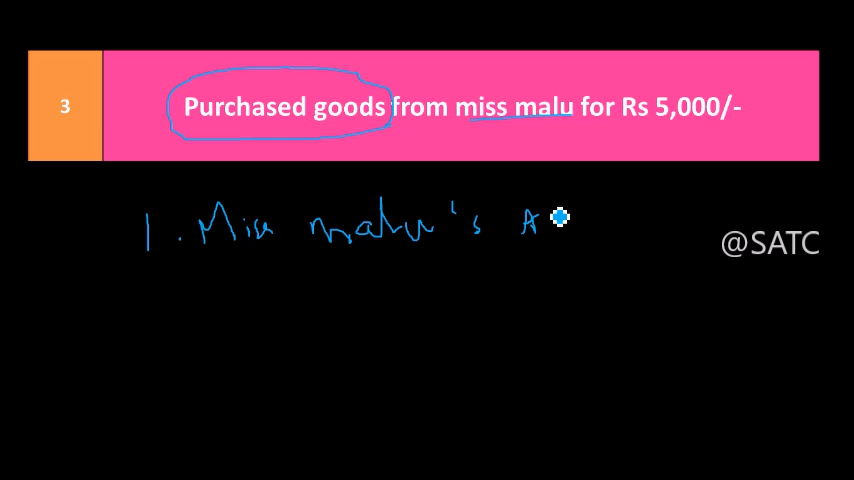 3 Purchased goods from miss malu for Rs 5,000/-
1. Miss malu's A
@SATC